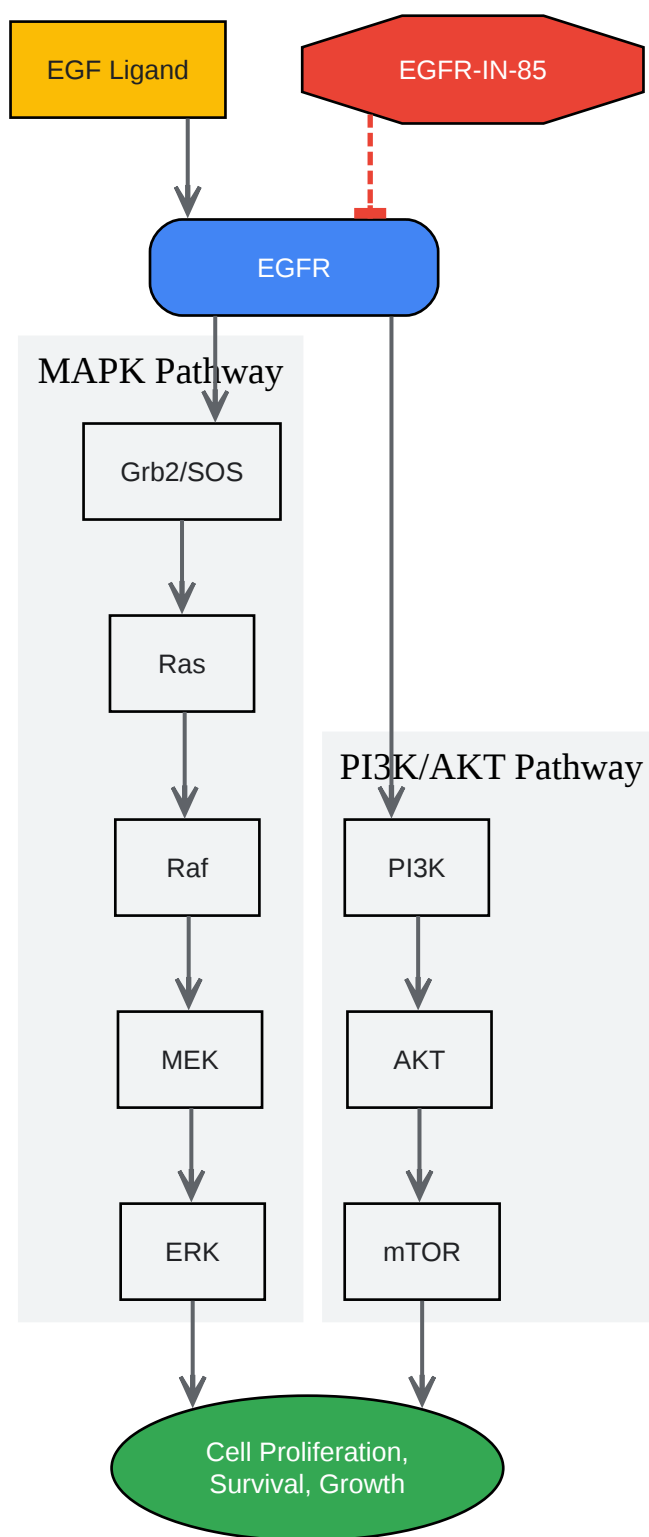 EGF Ligand
EGFR-IN-85
EGFR
MAPK Pathway
Grb2/SOS
Ras
PI3K/AKT Pathway
Raf
PI3K
MEK
AKT
ERK
mTOR
Cell Proliferation,
Survival, Growth